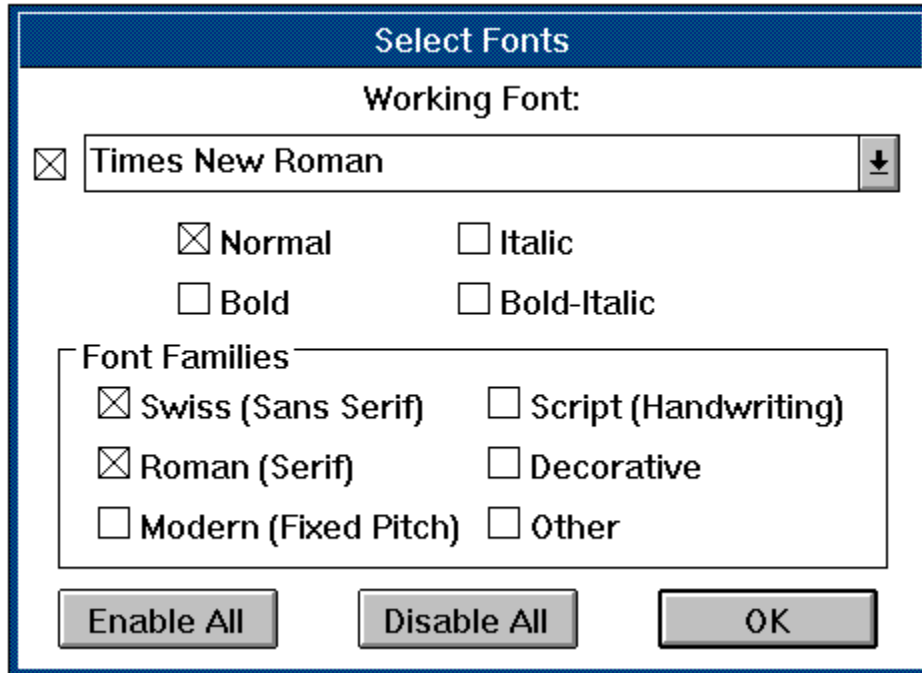 Select Fonts
Working Font:
Times New Roman
Normal Italic
Bold Bold-Italic
Font Families
Swiss (Sans Serif) Script (Handwriting)
Roman (Serif) Decorative
Modern (Fixed Pitch) Other
Enable All Disable All OK